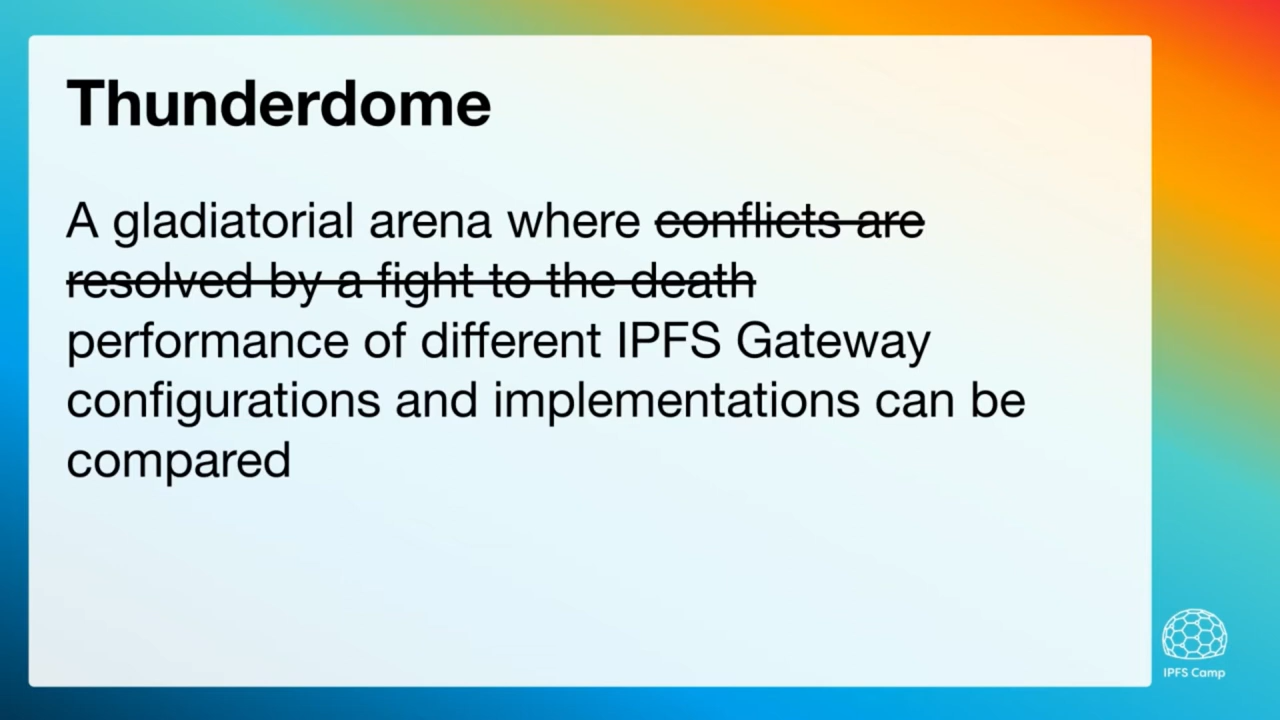 Thunderdome
A gladiatorial arena where conflicts are
resolved by a fight to the death
performance of different IPFS Gateway
configurations and implementations can be
compared
IPFS Camp